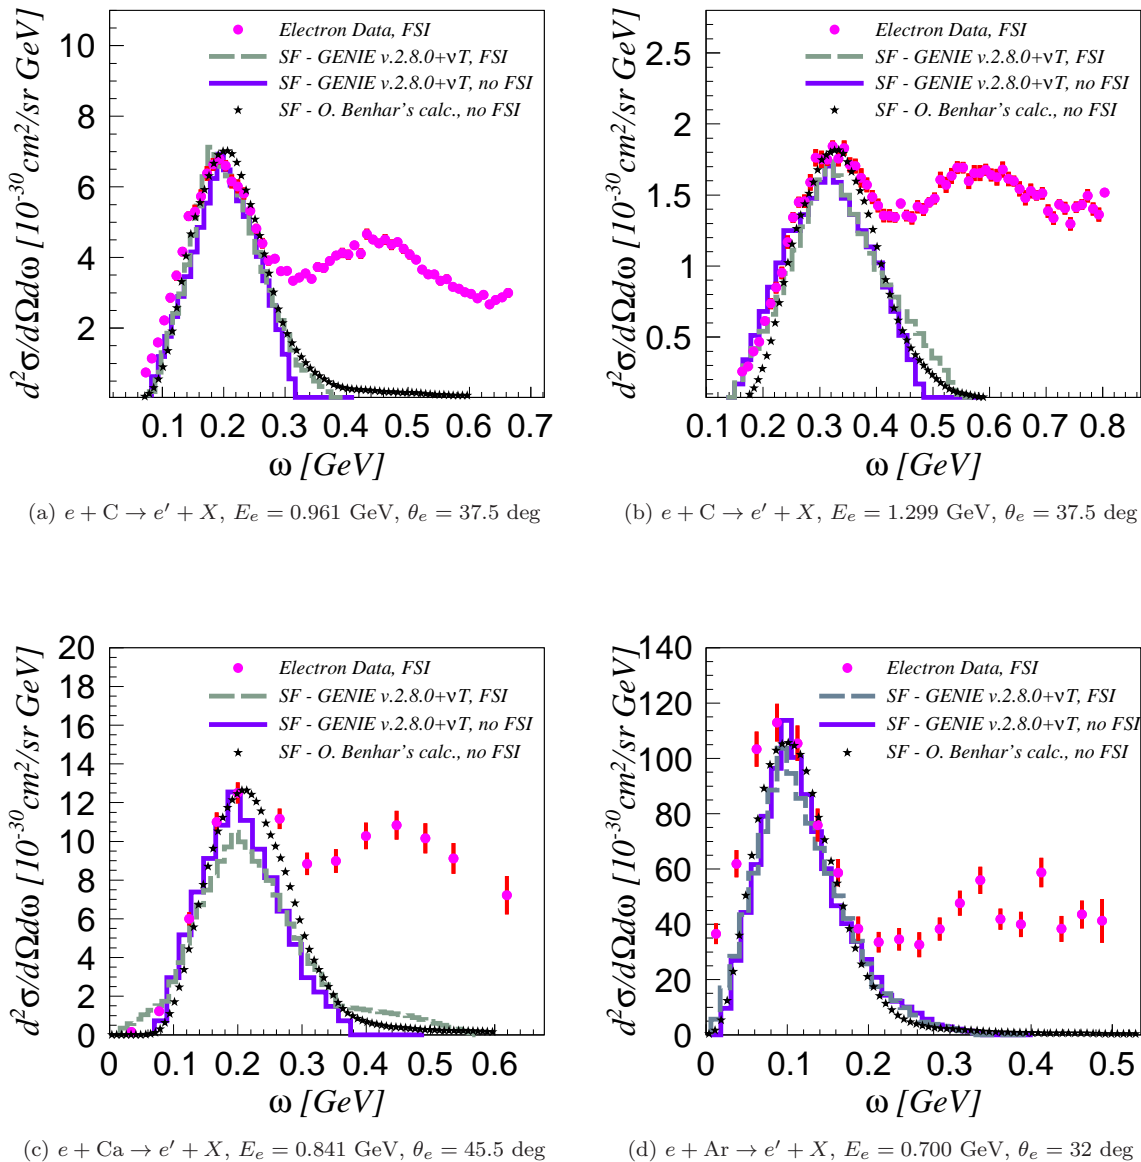 10
8
6
4
2
d²σ/dΩdω [10⁻³⁰cm²/sr GeV]
Electron Data, FSI
SF - GENIE v.2.8.0+νT, FSI
SF - GENIE v.2.8.0+νT, no FSI
SF - O. Benhar's calc., no FSI
0.1 0.2 0.3 0.4 0.5 0.6 0.7
ω [GeV]
(a) e + C → e′ + X, E_e = 0.961 GeV, θ_e = 37.5 deg
2.5
2
1.5
1
0.5
d²σ/dΩdω [10⁻³⁰cm²/sr GeV]
Electron Data, FSI
SF - GENIE v.2.8.0+νT, FSI
SF - GENIE v.2.8.0+νT, no FSI
SF - O. Benhar's calc., no FSI
0.1 0.2 0.3 0.4 0.5 0.6 0.7 0.8
ω [GeV]
(b) e + C → e′ + X, E_e = 1.299 GeV, θ_e = 37.5 deg
20
18
16
14
12
10
8
6
4
2
0
d²σ/dΩdω [10⁻³⁰cm²/sr GeV]
Electron Data, FSI
SF - GENIE v.2.8.0+νT, FSI
SF - GENIE v.2.8.0+νT, no FSI
SF - O. Benhar's calc., no FSI
0 0.1 0.2 0.3 0.4 0.5 0.6
ω [GeV]
(c) e + Ca → e′ + X, E_e = 0.841 GeV, θ_e = 45.5 deg
140
120
100
80
60
40
20
0
d²σ/dΩdω [10⁻³⁰cm²/sr GeV]
Electron Data, FSI
SF - GENIE v.2.8.0+νT, FSI
SF - GENIE v.2.8.0+νT, no FSI
SF - O. Benhar's calc., no FSI
0 0.1 0.2 0.3 0.4 0.5
ω [GeV]
(d) e + Ar → e′ + X, E_e = 0.700 GeV, θ_e = 32 deg